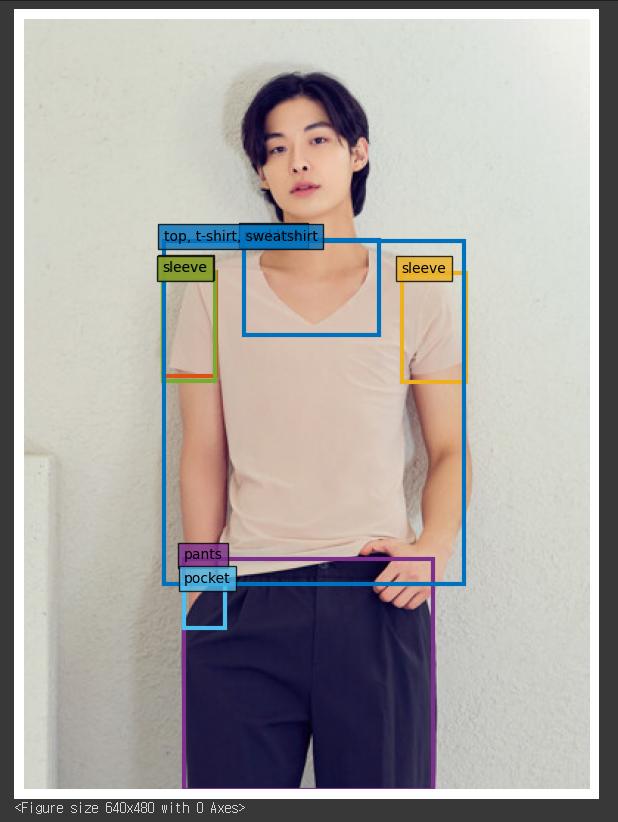 top, t-shirt, sweatshirt
sleeve
sleeve
pants
pocket
<Figure size 640x480 with 0 Axes>